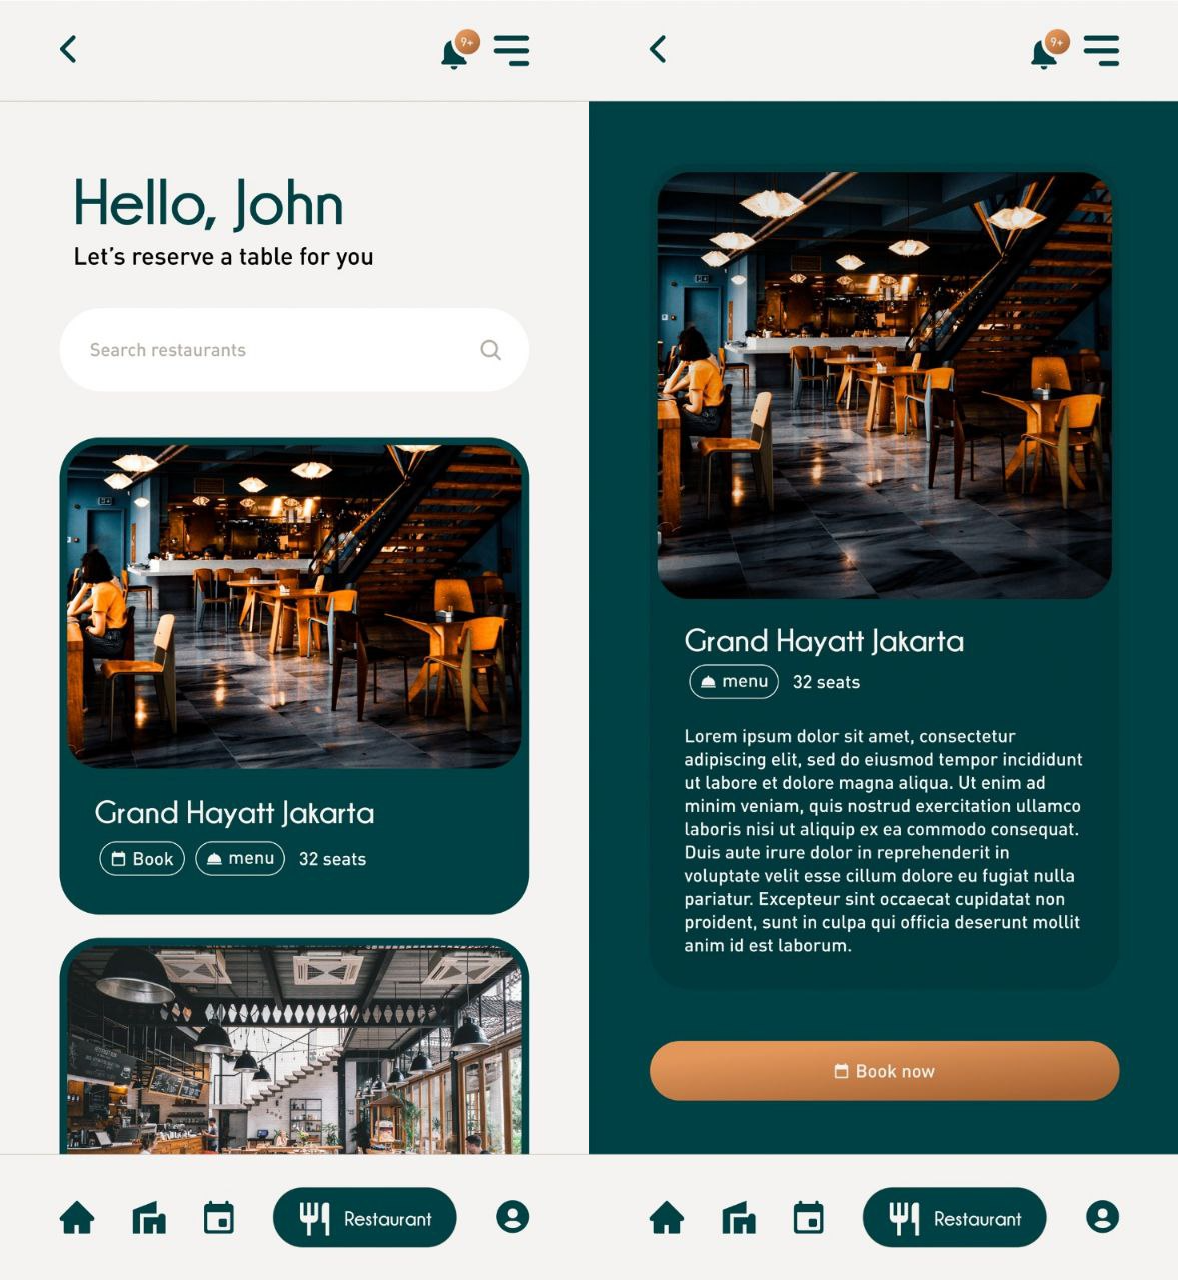 9+
Hello, John
Let's reserve a table for you
Search restaurants
Grand Hayatt Jakarta
Book menu 32 seats
Restaurant
9+
Grand Hayatt Jakarta
menu 32 seats
Lorem ipsum dolor sit amet, consectetur
adipiscing elit, sed do eiusmod tempor incididunt
ut labore et dolore magna aliqua. Ut enim ad
minim veniam, quis nostrud exercitation ullamco
laboris nisi ut aliquip ex ea commodo consequat.
Duis aute irure dolor in reprehenderit in
voluptate velit esse cillum dolore eu fugiat nulla
pariatur. Excepteur sint occaecat cupidatat non
proident, sunt in culpa qui officia deserunt mollit
anim id est laborum.
Book now
Restaurant